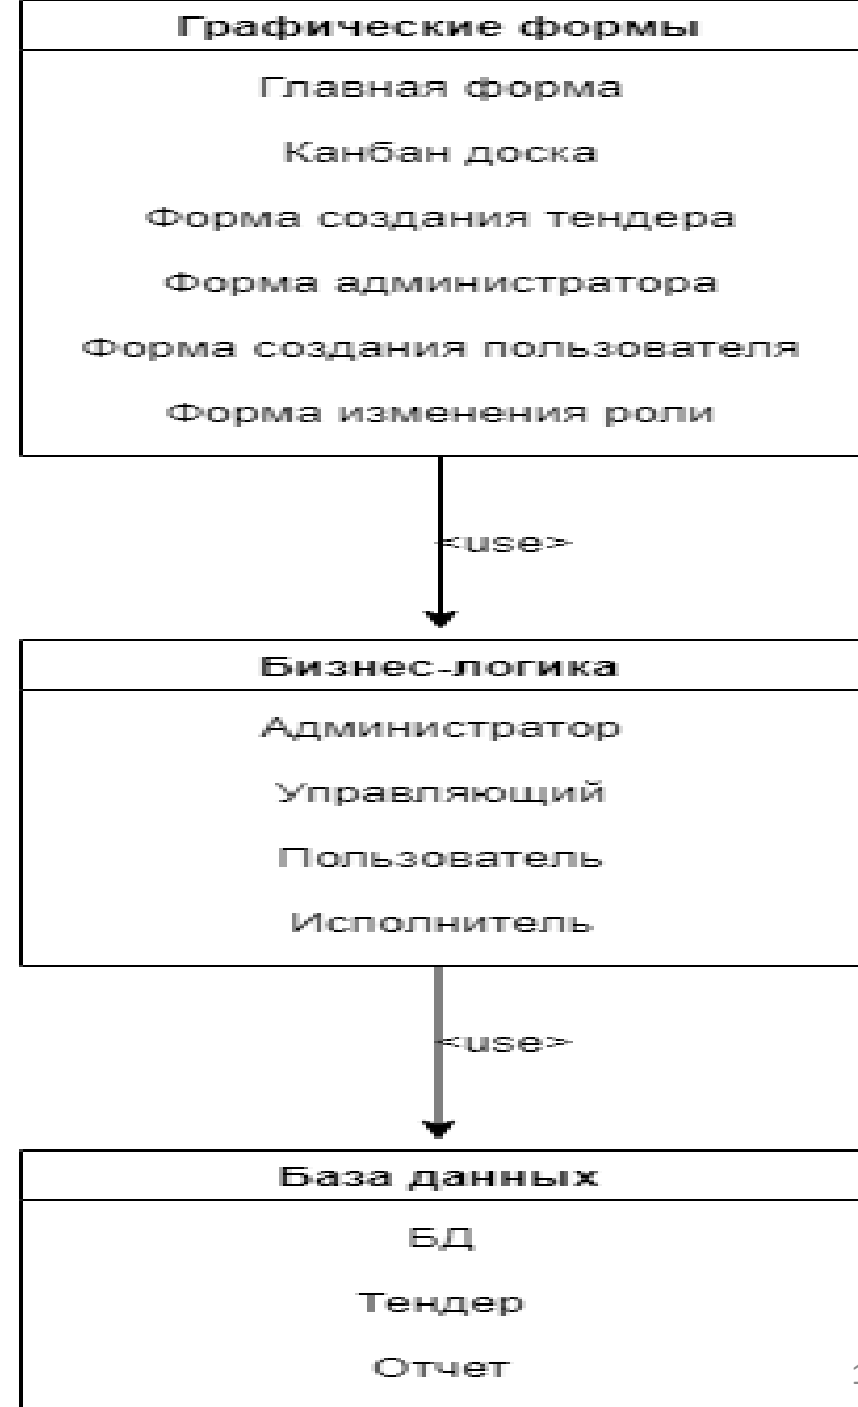 Графические формы
Главная форма
Канбан доска
Форма создания тендера
Форма администратора
Форма создания пользователя
Форма изменения роли
<use>
Бизнес-логика
Администратор
Управляющий
Пользователь
Исполнитель
<use>
База данных
БД
Тендер
Отчет